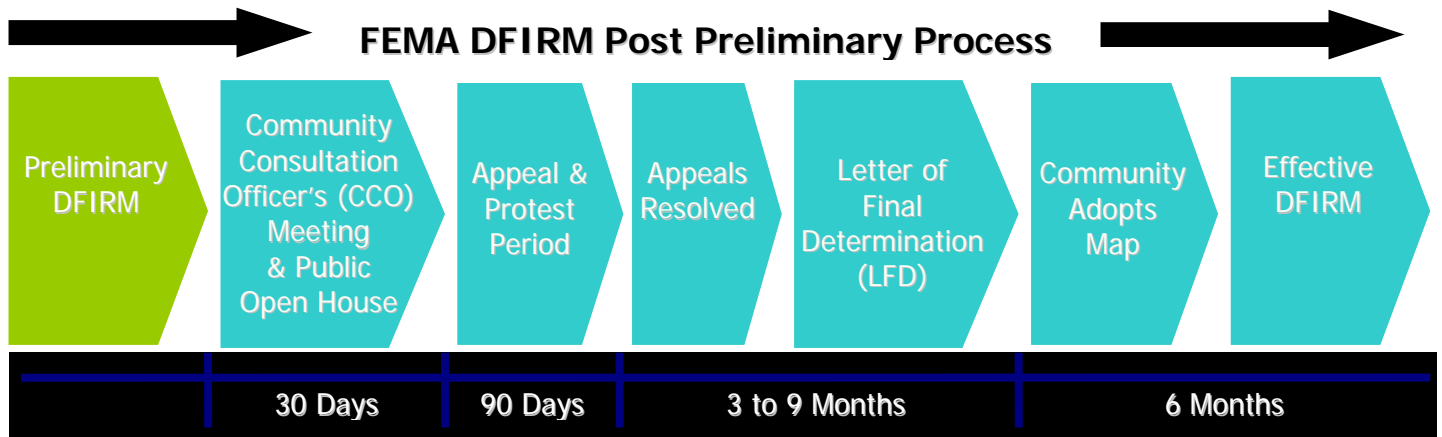 FEMA DFIRM Post Preliminary Process
Preliminary
DFIRM
Community
Consultation
Officer's (CCO)
Meeting
& Public
Open House
Appeal &
Protest
Period
Appeals
Resolved
Letter of
Final
Determination
(LFD)
Community
Adopts
Map
Effective
DFIRM
30 Days
90 Days
3 to 9 Months
6 Months